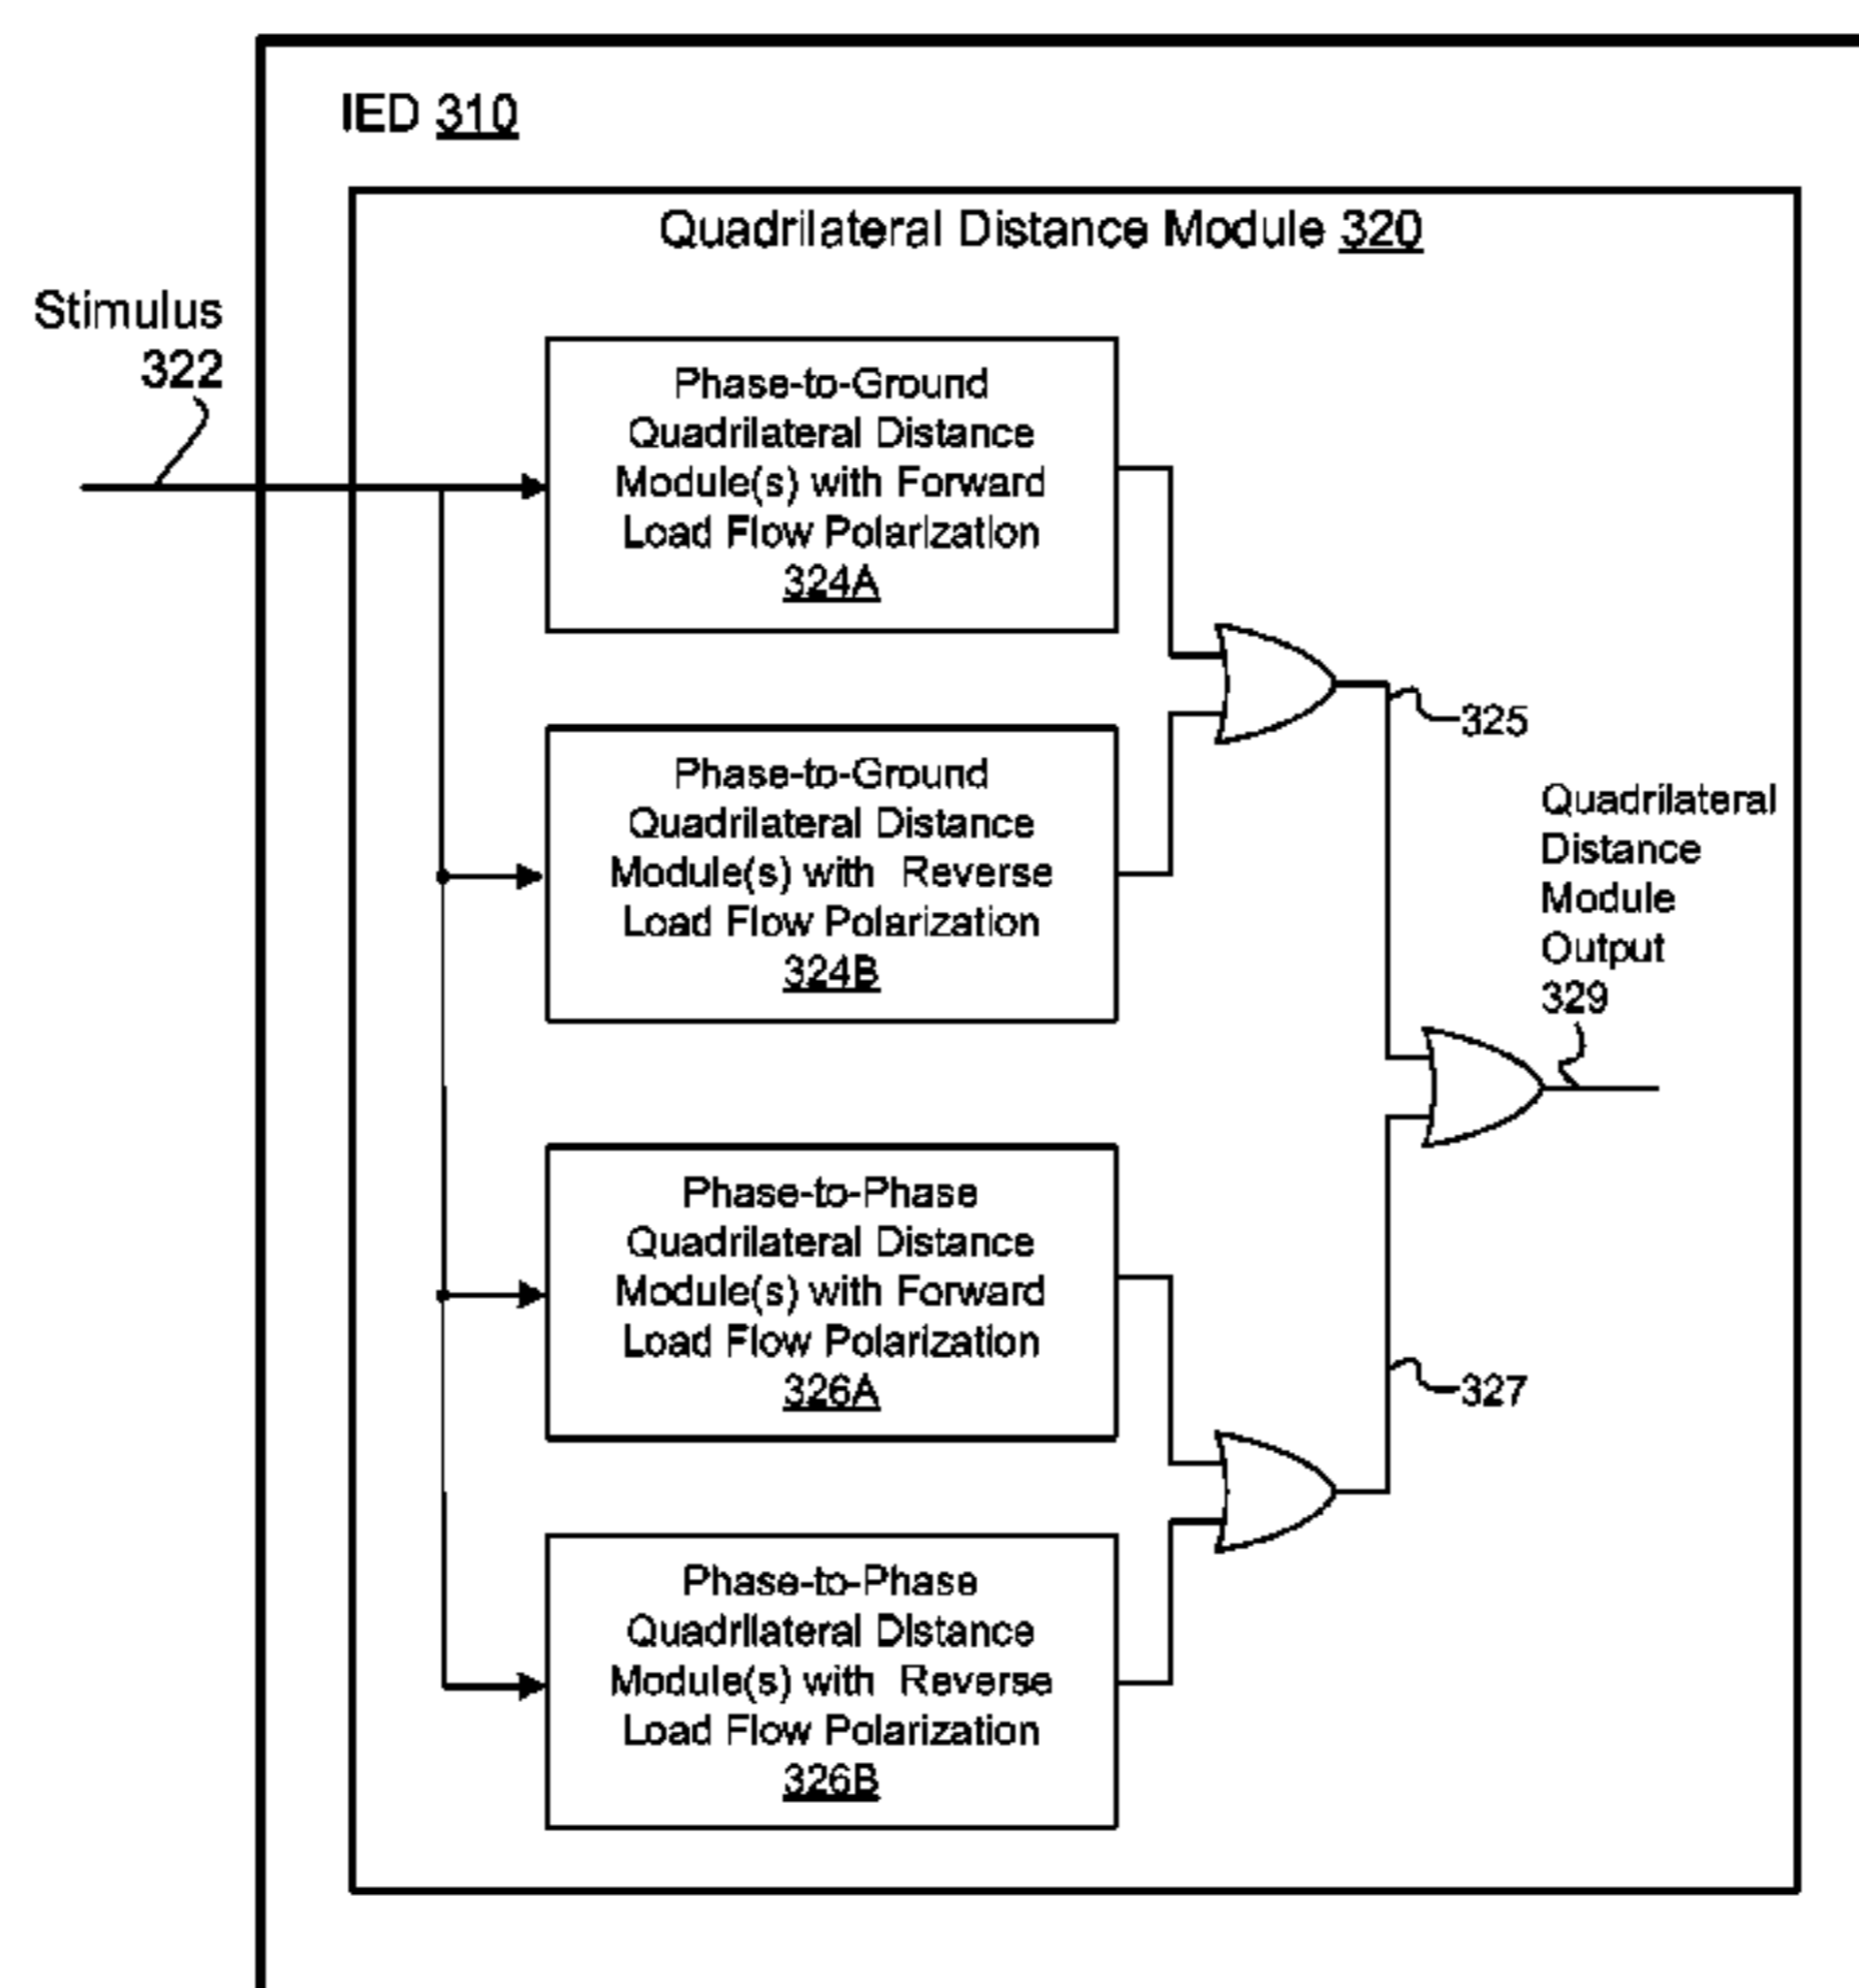 IED 310
Quadrilateral Distance Module 320
Stimulus
322
Phase-to-Ground
Quadrilateral Distance
Module(s) with Forward
Load Flow Polarization
324A
Phase-to-Ground
Quadrilateral Distance
Module(s) with Reverse
Load Flow Polarization
324B
325
Quadrilateral
Distance
Module
Output
329
Phase-to-Phase
Quadrilateral Distance
Module(s) with Forward
Load Flow Polarization
326A
327
Phase-to-Phase
Quadrilateral Distance
Module(s) with Reverse
Load Flow Polarization
326B